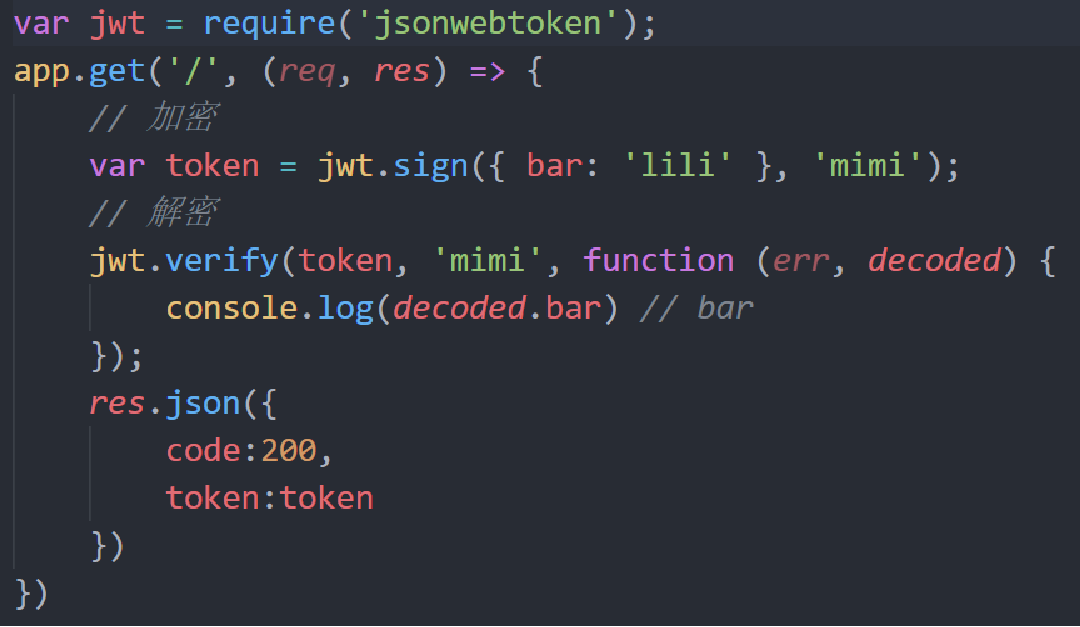 var jwt = require('jsonwebtoken');
app.get('/', (req, res) => {
    // 加密
    var token = jwt.sign({ bar: 'lili' }, 'mimi');
    // 解密
    jwt.verify(token, 'mimi', function (err, decoded) {
        console.log(decoded.bar) // bar
    });
    res.json({
        code:200,
        token:token
    })
})